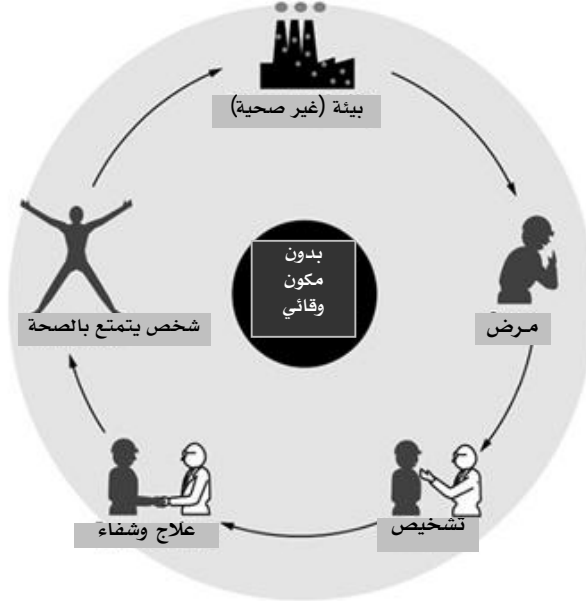 بيئة (غير صحية)
شخص يتمتع بالصحة
بدون
مكون
وقائي
مرض
علاج وشفاء
تشخيص